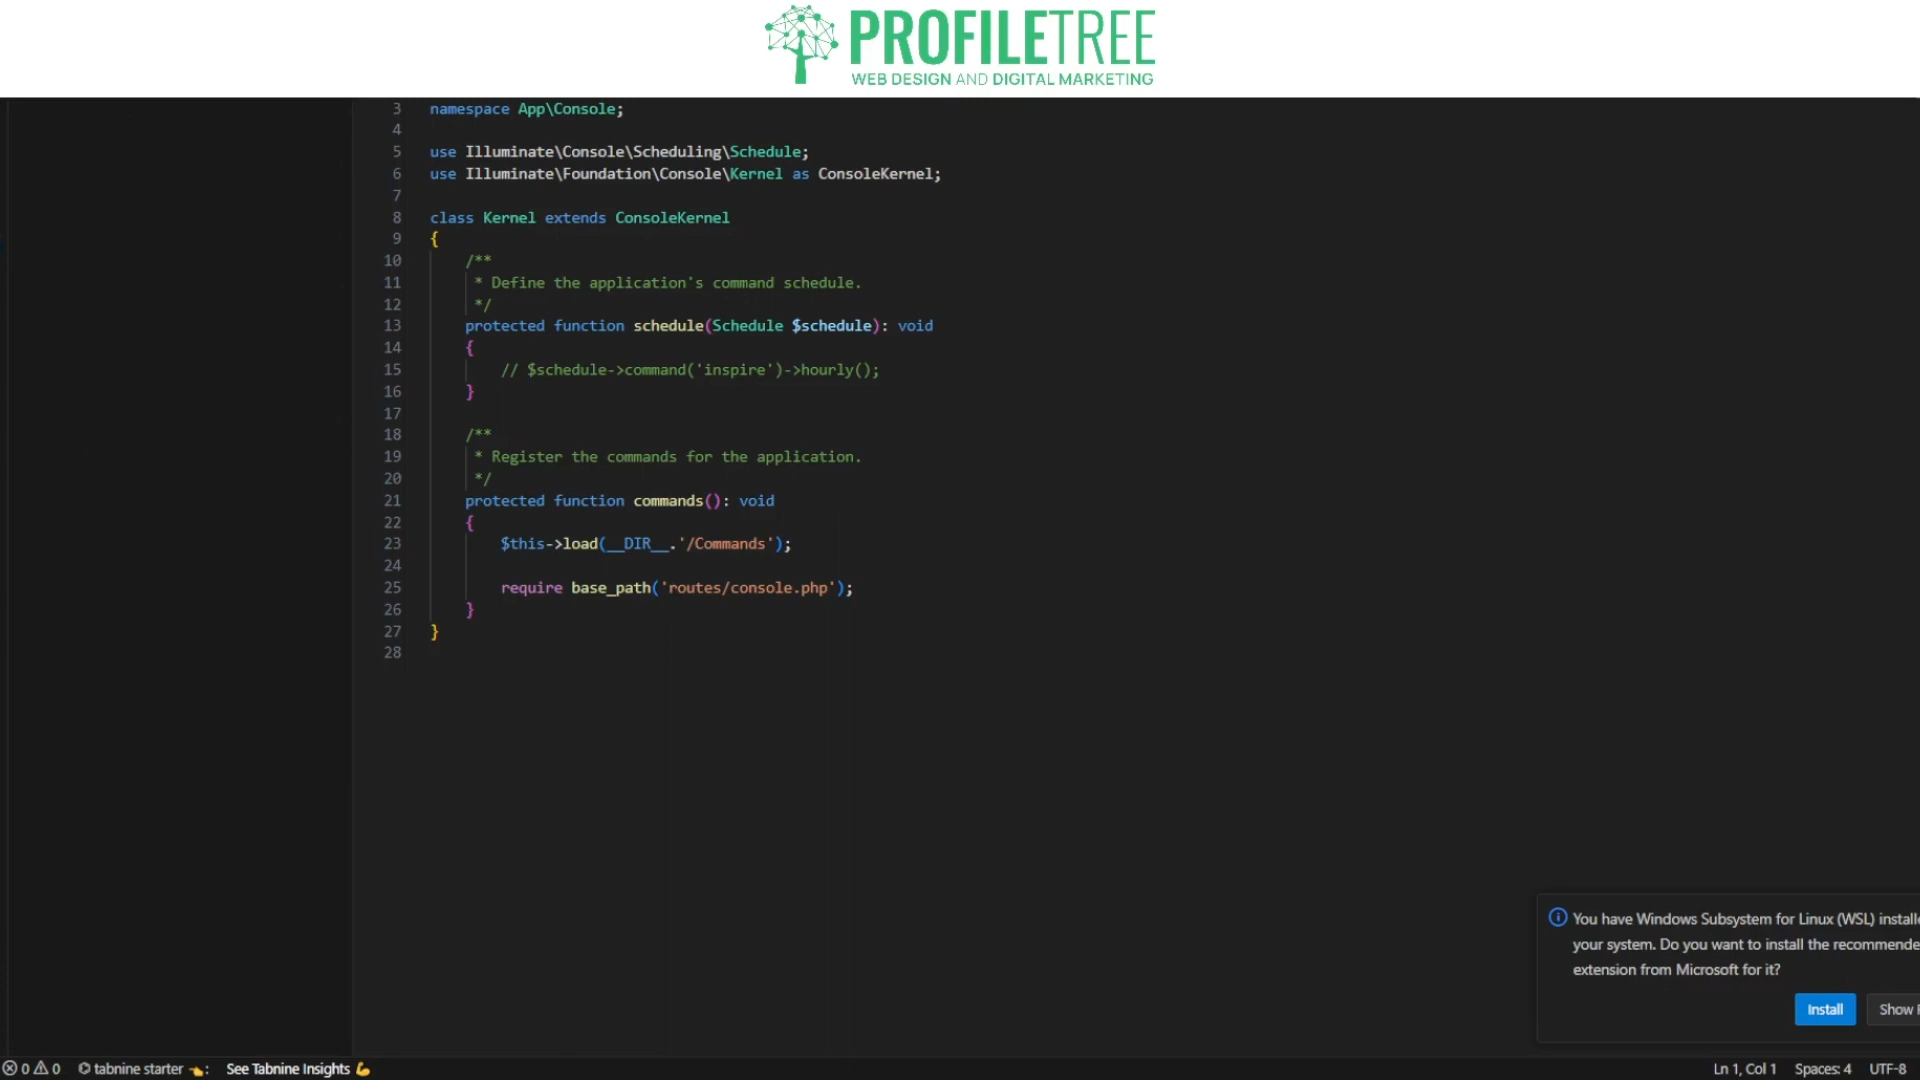 PROFILETREE
WEB DESIGN AND DIGITAL MARKETING
3 namespace App\Console;
4
5 use Illuminate\Console\Scheduling\Schedule;
6 use Illuminate\Foundation\Console\Kernel as ConsoleKernel;
7
8 class Kernel extends ConsoleKernel
9 {
10     /**
11      * Define the application's command schedule.
12      */
13     protected function schedule(Schedule $schedule): void
14     {
15         // $schedule->command('inspire')->hourly();
16     }
17
18     /**
19      * Register the commands for the application.
20      */
21     protected function commands(): void
22     {
23         $this->load(__DIR__.'/Commands');
24
25         require base_path('routes/console.php');
26     }
27 }
28
You have Windows Subsystem for Linux (WSL)
your system. Do you want to install the
extension from Microsoft for it?
Install Show
0 0 tabnine starter 👈: See Tabnine Insights 💪 Ln 1, Col 1 Spaces: 4 UTF-8